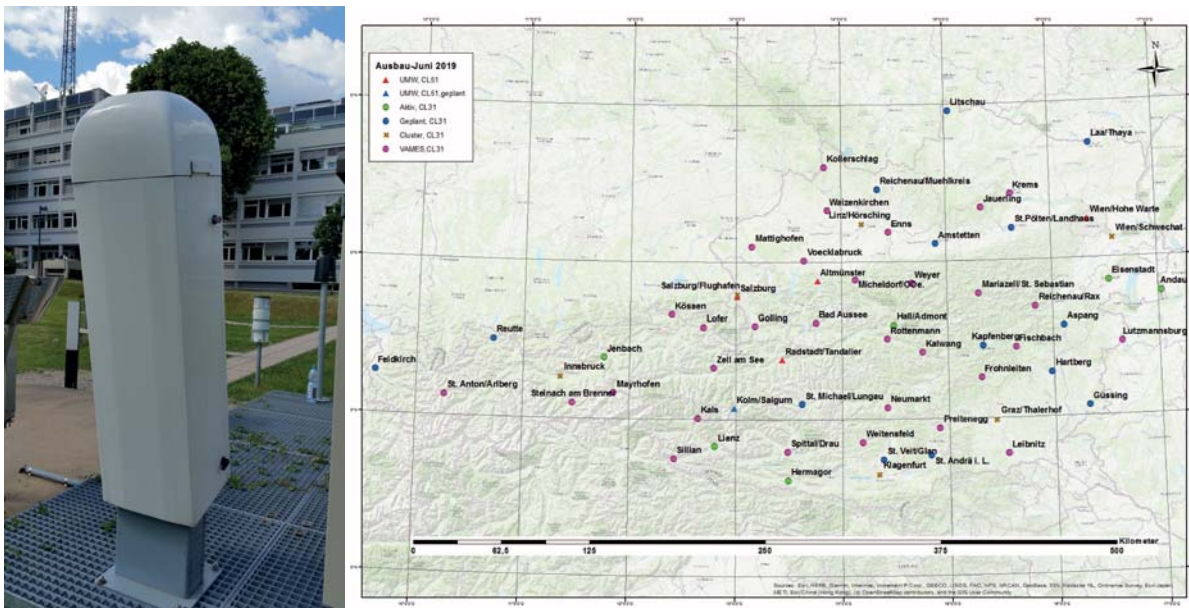 N
Ausbau-Juni 2019
UMW, CL51
UMW, CL51,geplant
Aktiv, CL31
Geplant, CL31
Cluster, CL31
VAMES,CL31
Litschau
Laa/Thaya
Kollerschlag
Reichenau/Muehlkreis
Krems
Jauerling
Waizenkirchen
Linz/Hörsching
Enns
St.Pölten/Landhaus
Wien/Hohe Warte
Wien/Schwechat
Amstetten
Mattighofen
Voecklabruck
Altmünster
Micheldorf/OOe.
Weyer
Eisenstadt
Andau
Salzburg/Flughafen
Salzburg
Mariazell/St. Sebastian
Reichenau/Rax
Kössen
Lofer
Golling
Bad Aussee
Hall/Admont
Rottenmann
Aspang
Reutte
Kapfenberg
Fischbach
Lutzmannsburg
Jenbach
Kalwang
Feldkirch
Innsbruck
Zell am See
Radstadt/Tandalier
Frohnleiten
Hartberg
St. Anton/Arlberg
Steinach am Brenner
Mayrhofen
Kolm/Saigurn
St. Michael/Lungau
Neumarkt
Güssing
Kals
Preitenegg
Graz/Thalerhof
Lienz
Weitensfeld
Sillian
Spittal/Drau
St. Veit/Glan
St. Andrä i. L.
Leibnitz
Hermagor
Klagenfurt
Kilometer
0 62,5 125 250 375 500